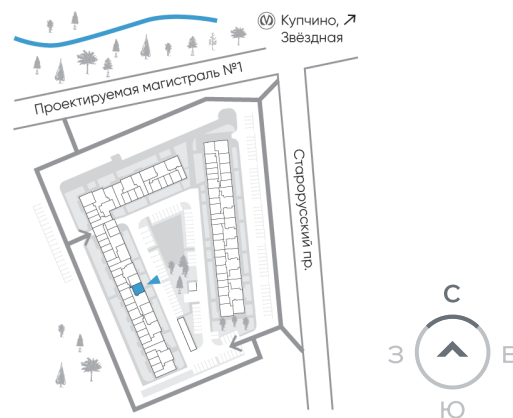 Купчино, ↗
Звёздная
Проектируемая магистраль №1
Старорусский пр.
С
З
В
Ю